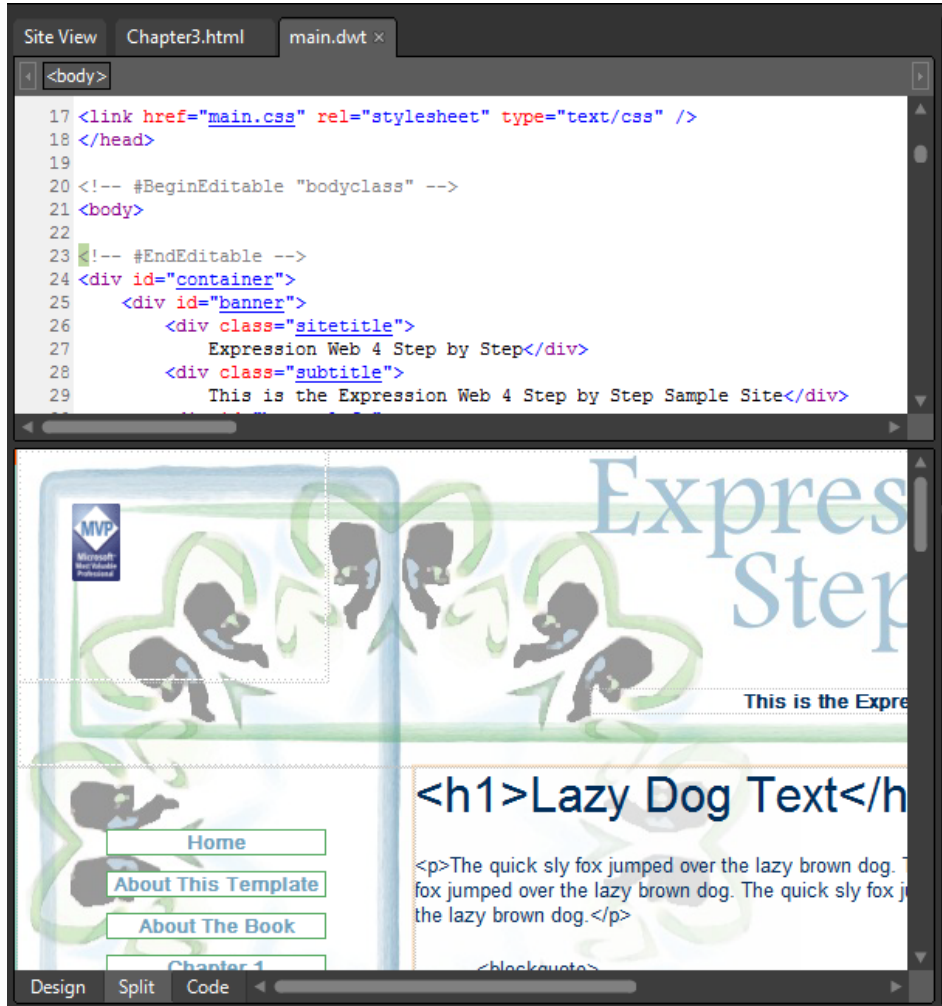 Site View Chapter3.html main.dwt ×
<body>
17 <link href="main.css" rel="stylesheet" type="text/css" />
18 </head>
19
20 <!-- #BeginEditable "bodyclass" -->
21 <body>
22
23 <!-- #EndEditable -->
24 <div id="container">
25 <div id="banner">
26 <div class="sitetitle">
27 Expression Web 4 Step by Step</div>
28 <div class="subtitle">
29 This is the Expression Web 4 Step by Step Sample Site</div>
Expres
Step
MVP
Microsoft
Most Valuable
Professional
This is the Expre
<h1>Lazy Dog Text</h
Home
About This Template
About The Book
Chapter 1
<p>The quick sly fox jumped over the lazy brown dog.
fox jumped over the lazy brown dog. The quick sly fox j
the lazy brown dog.</p>
<blockquote>
Design Split Code